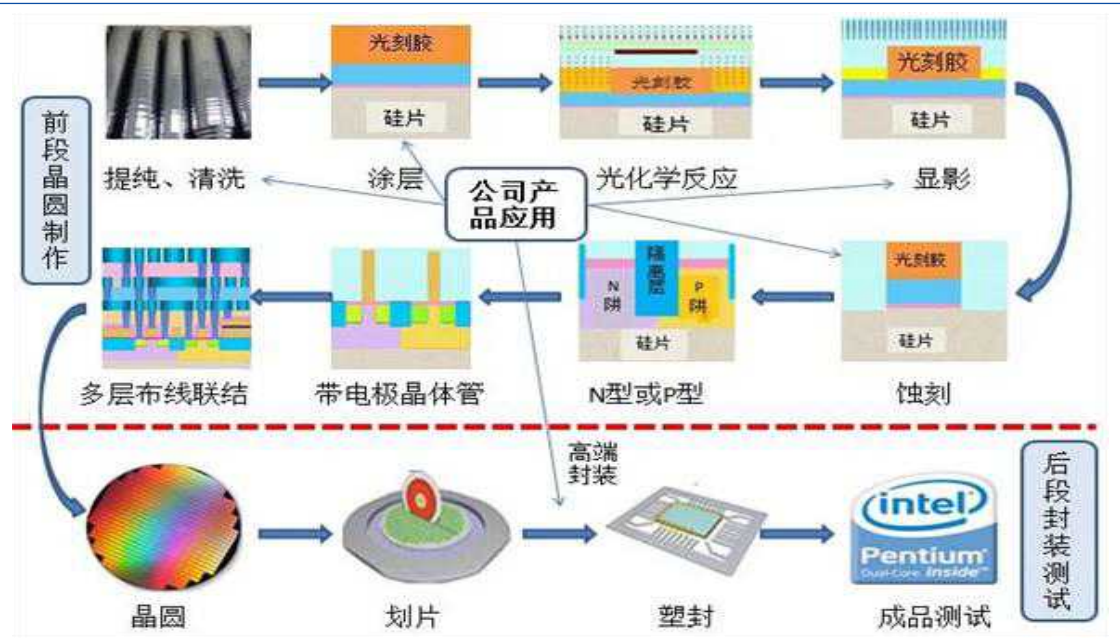 光刻胶
硅片
光刻胶
硅片
光刻胶
硅片
前段晶圆制作
提纯、清洗
涂层
光化学反应
显影
公司产
品应用
隔离层
N
阱
P
阱
硅片
光刻胶
硅片
多层布线联结
带电极晶体管
N型或P型
蚀刻
高端
封装
后段封装测试
intel
Pentium
Dual-Core inside
晶圆
划片
塑封
成品测试